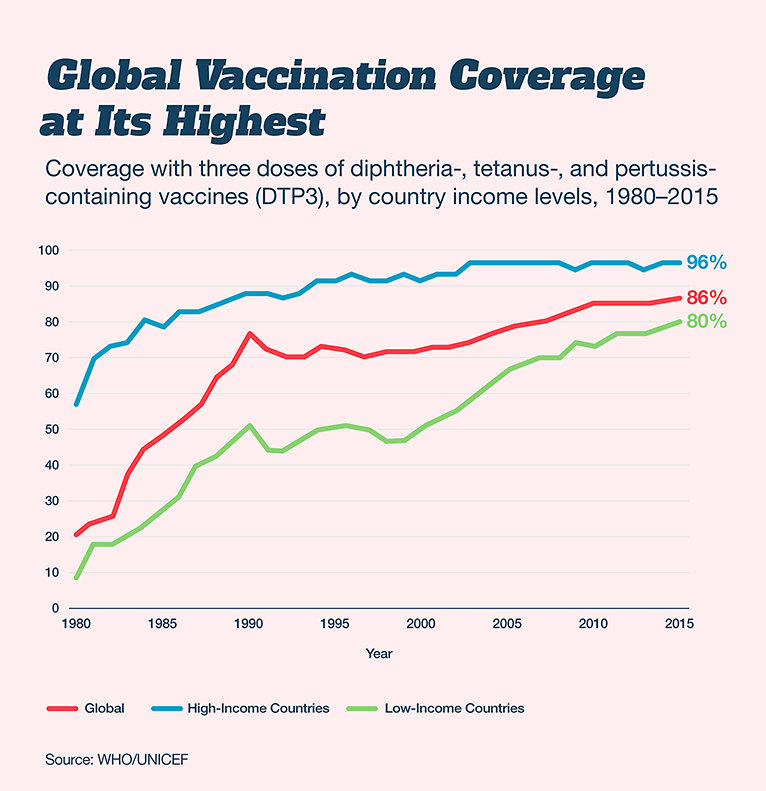 Global Vaccination Coverage
at Its Highest
Coverage with three doses of diphtheria-, tetanus-, and pertussis-
containing vaccines (DTP3), by country income levels, 1980–2015
100
90
80
70
60
50
40
30
20
10
0
96%
86%
80%
1980 1985 1990 1995 2000 2005 2010 2015
Year
Global High-Income Countries Low-Income Countries
Source: WHO/UNICEF